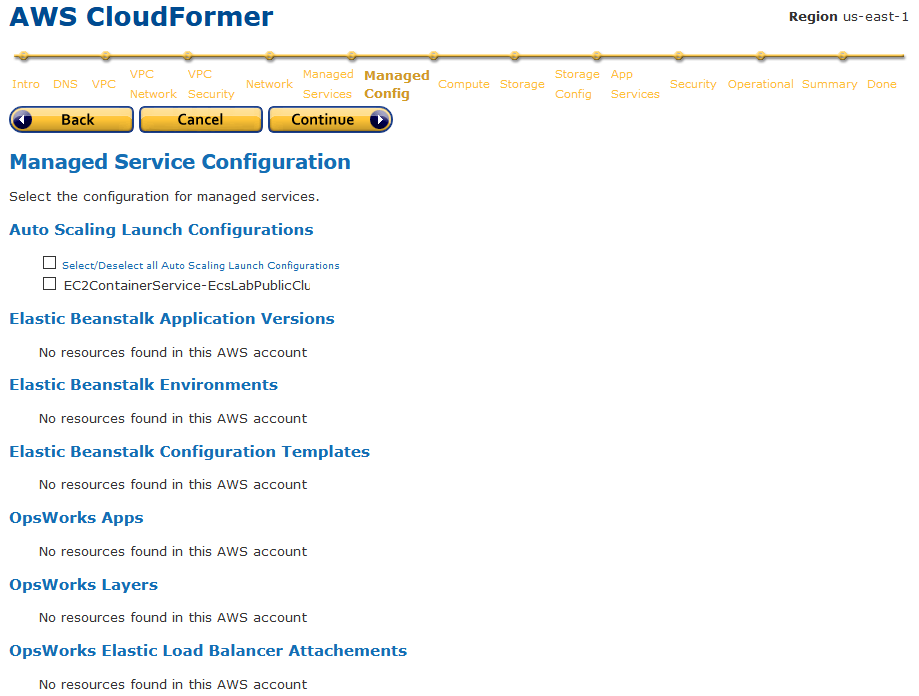 AWS CloudFormer
Region us-east-1
Intro DNS VPC VPC Network VPC Security Network Managed Services Managed Config Compute Storage Storage Config App Services Security Operational Summary Done
Back Cancel Continue
Managed Service Configuration
Select the configuration for managed services.
Auto Scaling Launch Configurations
Select/Deselect all Auto Scaling Launch Configurations
EC2ContainerService-EcsLabPublicClu
Elastic Beanstalk Application Versions
No resources found in this AWS account
Elastic Beanstalk Environments
No resources found in this AWS account
Elastic Beanstalk Configuration Templates
No resources found in this AWS account
OpsWorks Apps
No resources found in this AWS account
OpsWorks Layers
No resources found in this AWS account
OpsWorks Elastic Load Balancer Attachements
No resources found in this AWS account